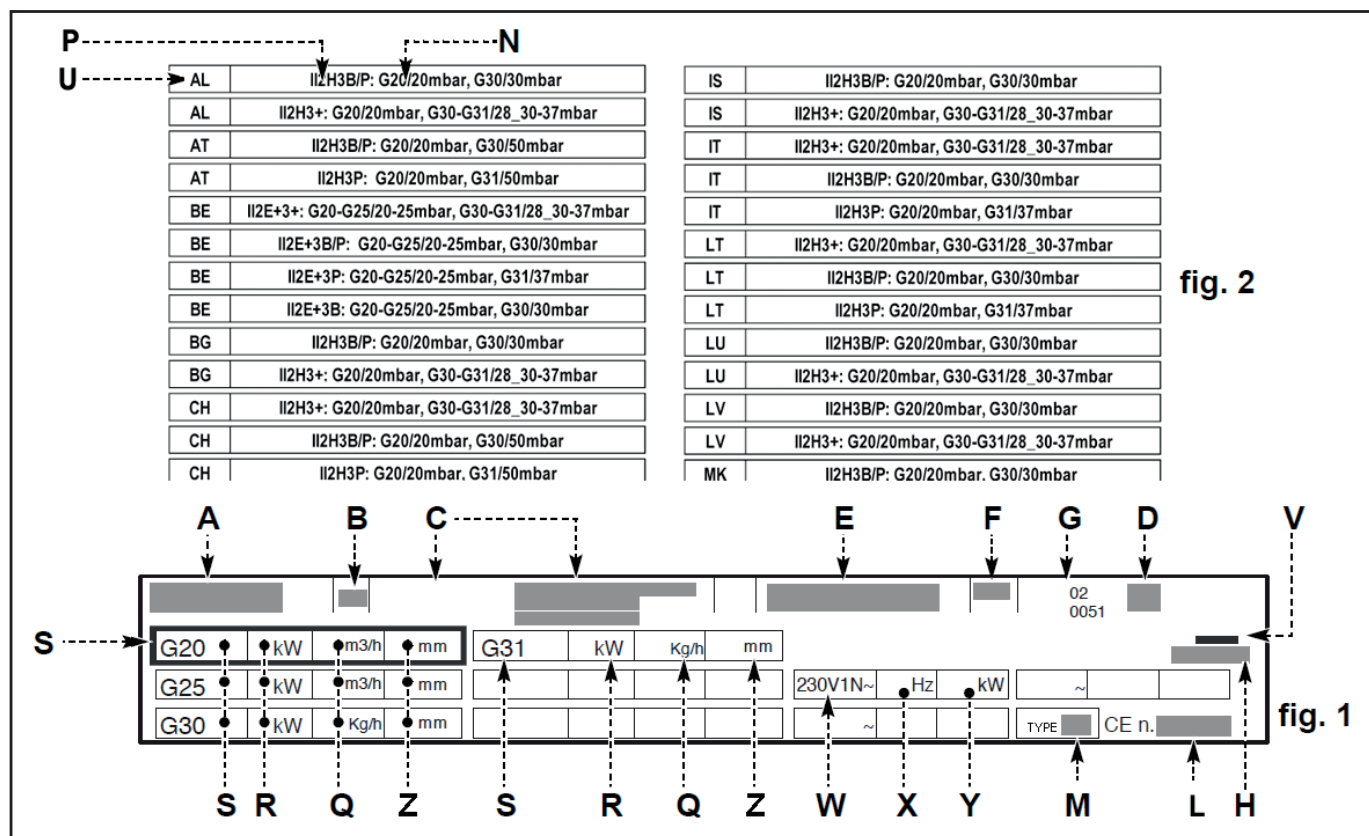 P N
U AL II2H3B/P: G20/20mbar, G30/30mbar
AL II2H3+: G20/20mbar, G30-G31/28_30-37mbar
AT II2H3B/P: G20/20mbar, G30/50mbar
AT II2H3P: G20/20mbar, G31/50mbar
BE II2E+3+: G20-G25/20-25mbar, G30-G31/28_30-37mbar
BE II2E+3B/P: G20-G25/20-25mbar, G30/30mbar
BE II2E+3P: G20-G25/20-25mbar, G31/37mbar
BE II2E+3B: G20-G25/20-25mbar, G30/30mbar
BG II2H3B/P: G20/20mbar, G30/30mbar
BG II2H3+: G20/20mbar, G30-G31/28_30-37mbar
CH II2H3+: G20/20mbar, G30-G31/28_30-37mbar
CH II2H3B/P: G20/20mbar, G30/50mbar
CH II2H3P: G20/20mbar, G31/50mbar
IS II2H3B/P: G20/20mbar, G30/30mbar
IS II2H3+: G20/20mbar, G30-G31/28_30-37mbar
IT II2H3+: G20/20mbar, G30-G31/28_30-37mbar
IT II2H3B/P: G20/20mbar, G30/30mbar
IT II2H3P: G20/20mbar, G31/37mbar
LT II2H3+: G20/20mbar, G30-G31/28_30-37mbar
LT II2H3B/P: G20/20mbar, G30/30mbar
LT II2H3P: G20/20mbar, G31/37mbar
LU II2H3B/P: G20/20mbar, G30/30mbar
LU II2H3+: G20/20mbar, G30-G31/28_30-37mbar
LV II2H3B/P: G20/20mbar, G30/30mbar
LV II2H3+: G20/20mbar, G30-G31/28_30-37mbar
MK II2H3B/P: G20/20mbar, G30/30mbar
fig. 2
A B C E F G D V
02
0051
S G20 kW m3/h mm G31 kW Kg/h mm
G25 kW m3/h mm 230V1N~ Hz kW ~
G30 kW Kg/h mm ~ TYPE CE n.
fig. 1
S R Q Z S R Q Z W X Y M L H